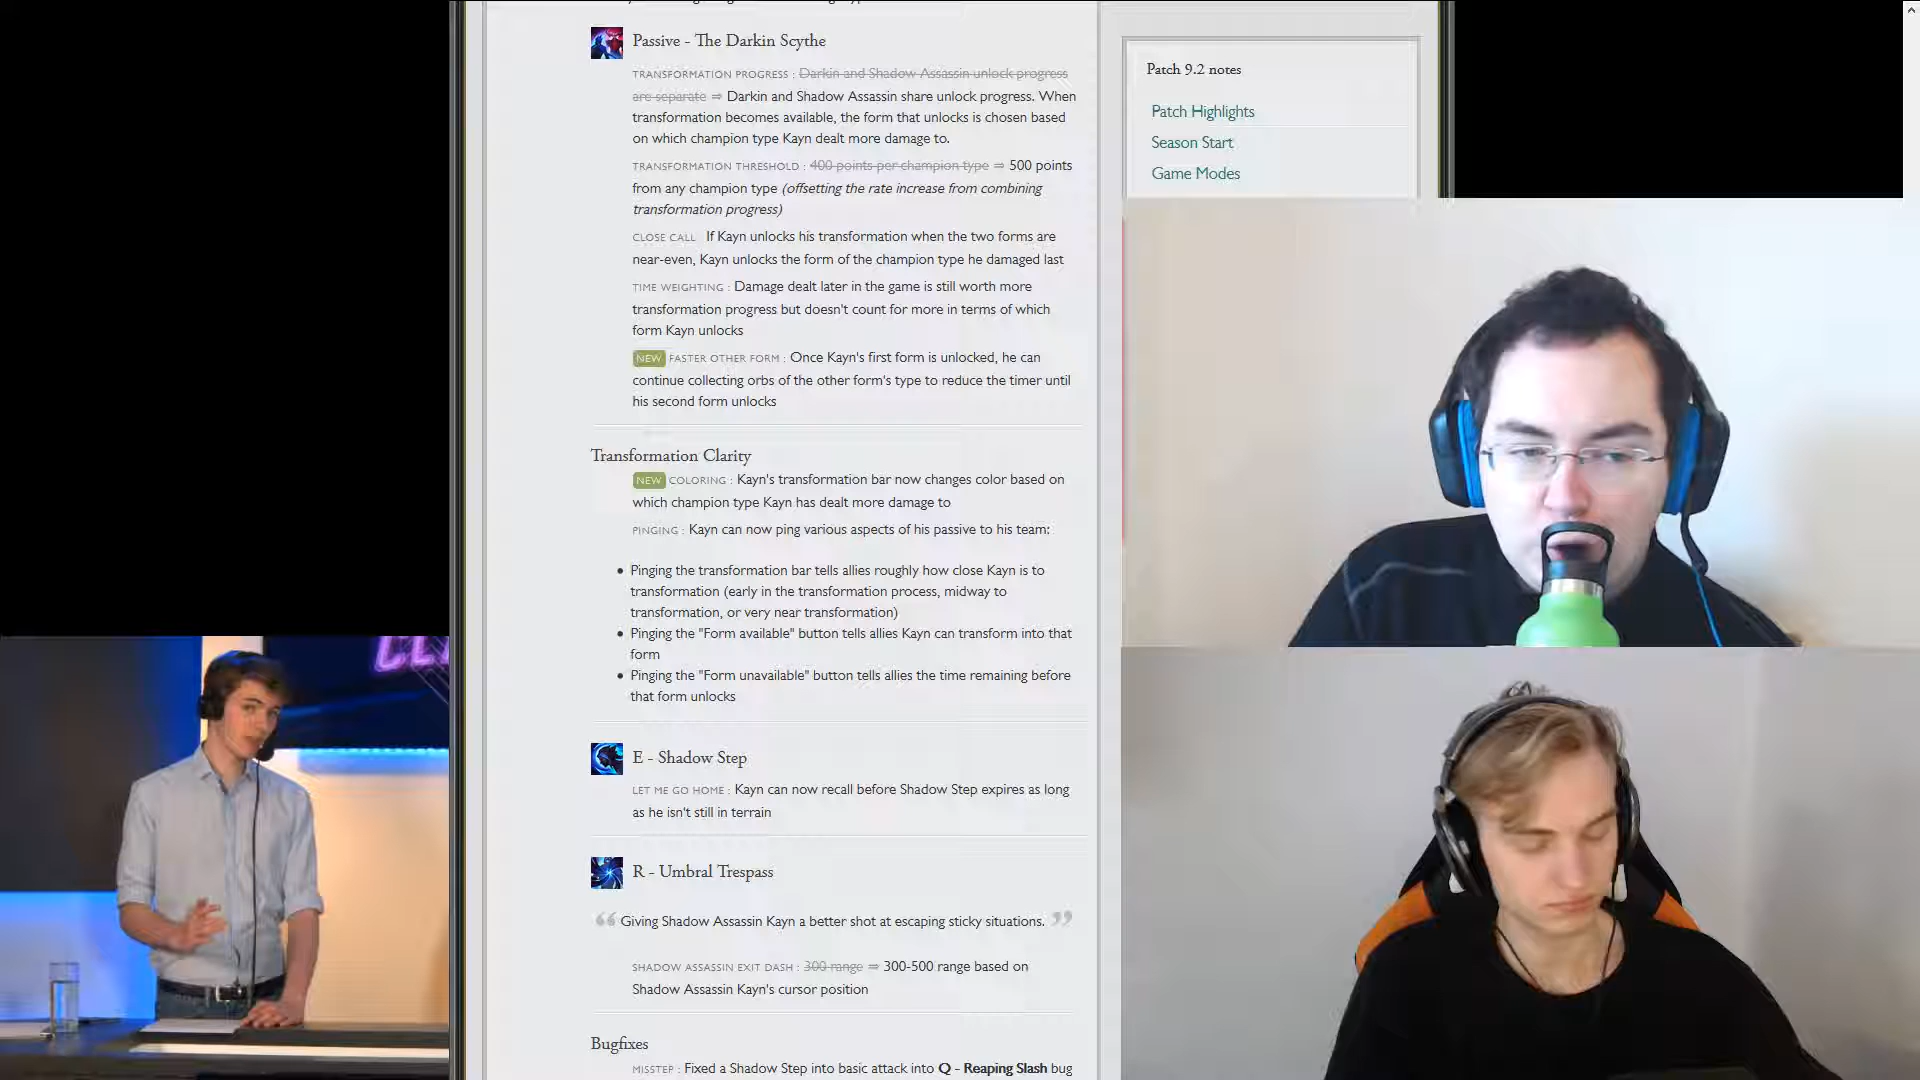 Passive - The Darkin Scythe
TRANSFORMATION PROGRESS : Darkin and Shadow Assassin unlock progress
are separate ⇒ Darkin and Shadow Assassin share unlock progress. When
transformation becomes available, the form that unlocks is chosen based
on which champion type Kayn dealt more damage to.
TRANSFORMATION THRESHOLD : 400 points per champion type ⇒ 500 points
from any champion type (offsetting the rate increase from combining
transformation progress)
CLOSE CALL If Kayn unlocks his transformation when the two forms are
near-even, Kayn unlocks the form of the champion type he damaged last
TIME WEIGHTING : Damage dealt later in the game is still worth more
transformation progress but doesn't count for more in terms of which
form Kayn unlocks
NEW FASTER OTHER FORM : Once Kayn's first form is unlocked, he can
continue collecting orbs of the other form's type to reduce the timer until
his second form unlocks
Transformation Clarity
NEW COLORING : Kayn's transformation bar now changes color based on
which champion type Kayn has dealt more damage to
PINGING : Kayn can now ping various aspects of his passive to his team:
• Pinging the transformation bar tells allies roughly how close Kayn is to
transformation (early in the transformation process, midway to
transformation, or very near transformation)
• Pinging the "Form available" button tells allies Kayn can transform into that
form
• Pinging the "Form unavailable" button tells allies the time remaining before
that form unlocks
E - Shadow Step
LET ME GO HOME : Kayn can now recall before Shadow Step expires as long
as he isn't still in terrain
R - Umbral Trespass
“ Giving Shadow Assassin Kayn a better shot at escaping sticky situations. ”
SHADOW ASSASSIN EXIT DASH : 300 range ⇒ 300-500 range based on
Shadow Assassin Kayn's cursor position
Bugfixes
MISSTEP : Fixed a Shadow Step into basic attack into Q - Reaping Slash bug
Patch 9.2 notes
Patch Highlights
Season Start
Game Modes